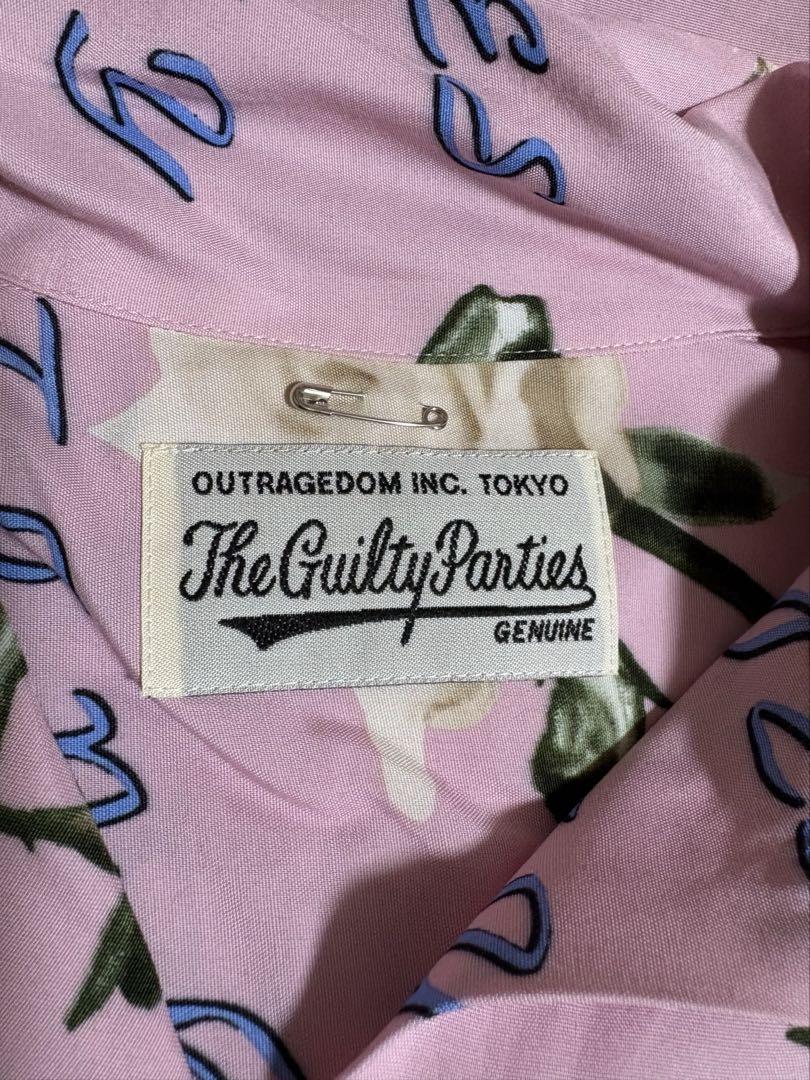 OUTRAGEDOM INC. TOKYO
The Guilty Parties
GENUINE